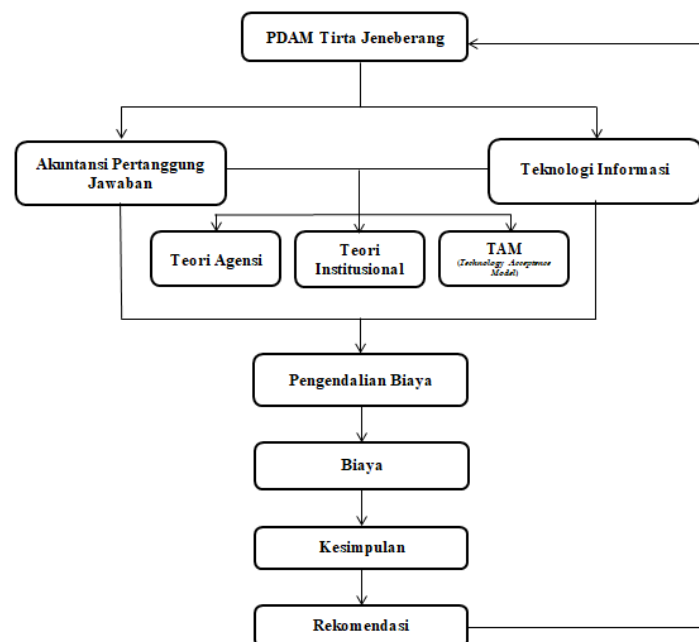 PDAM Tirta Jeneberang
Akuntansi Pertanggung
Jawaban
Teknologi Informasi
Teori Agensi
Teori
Institusional
TAM
(Technology Acceptence
Model)
Pengendalian Biaya
Biaya
Kesimpulan
Rekomendasi